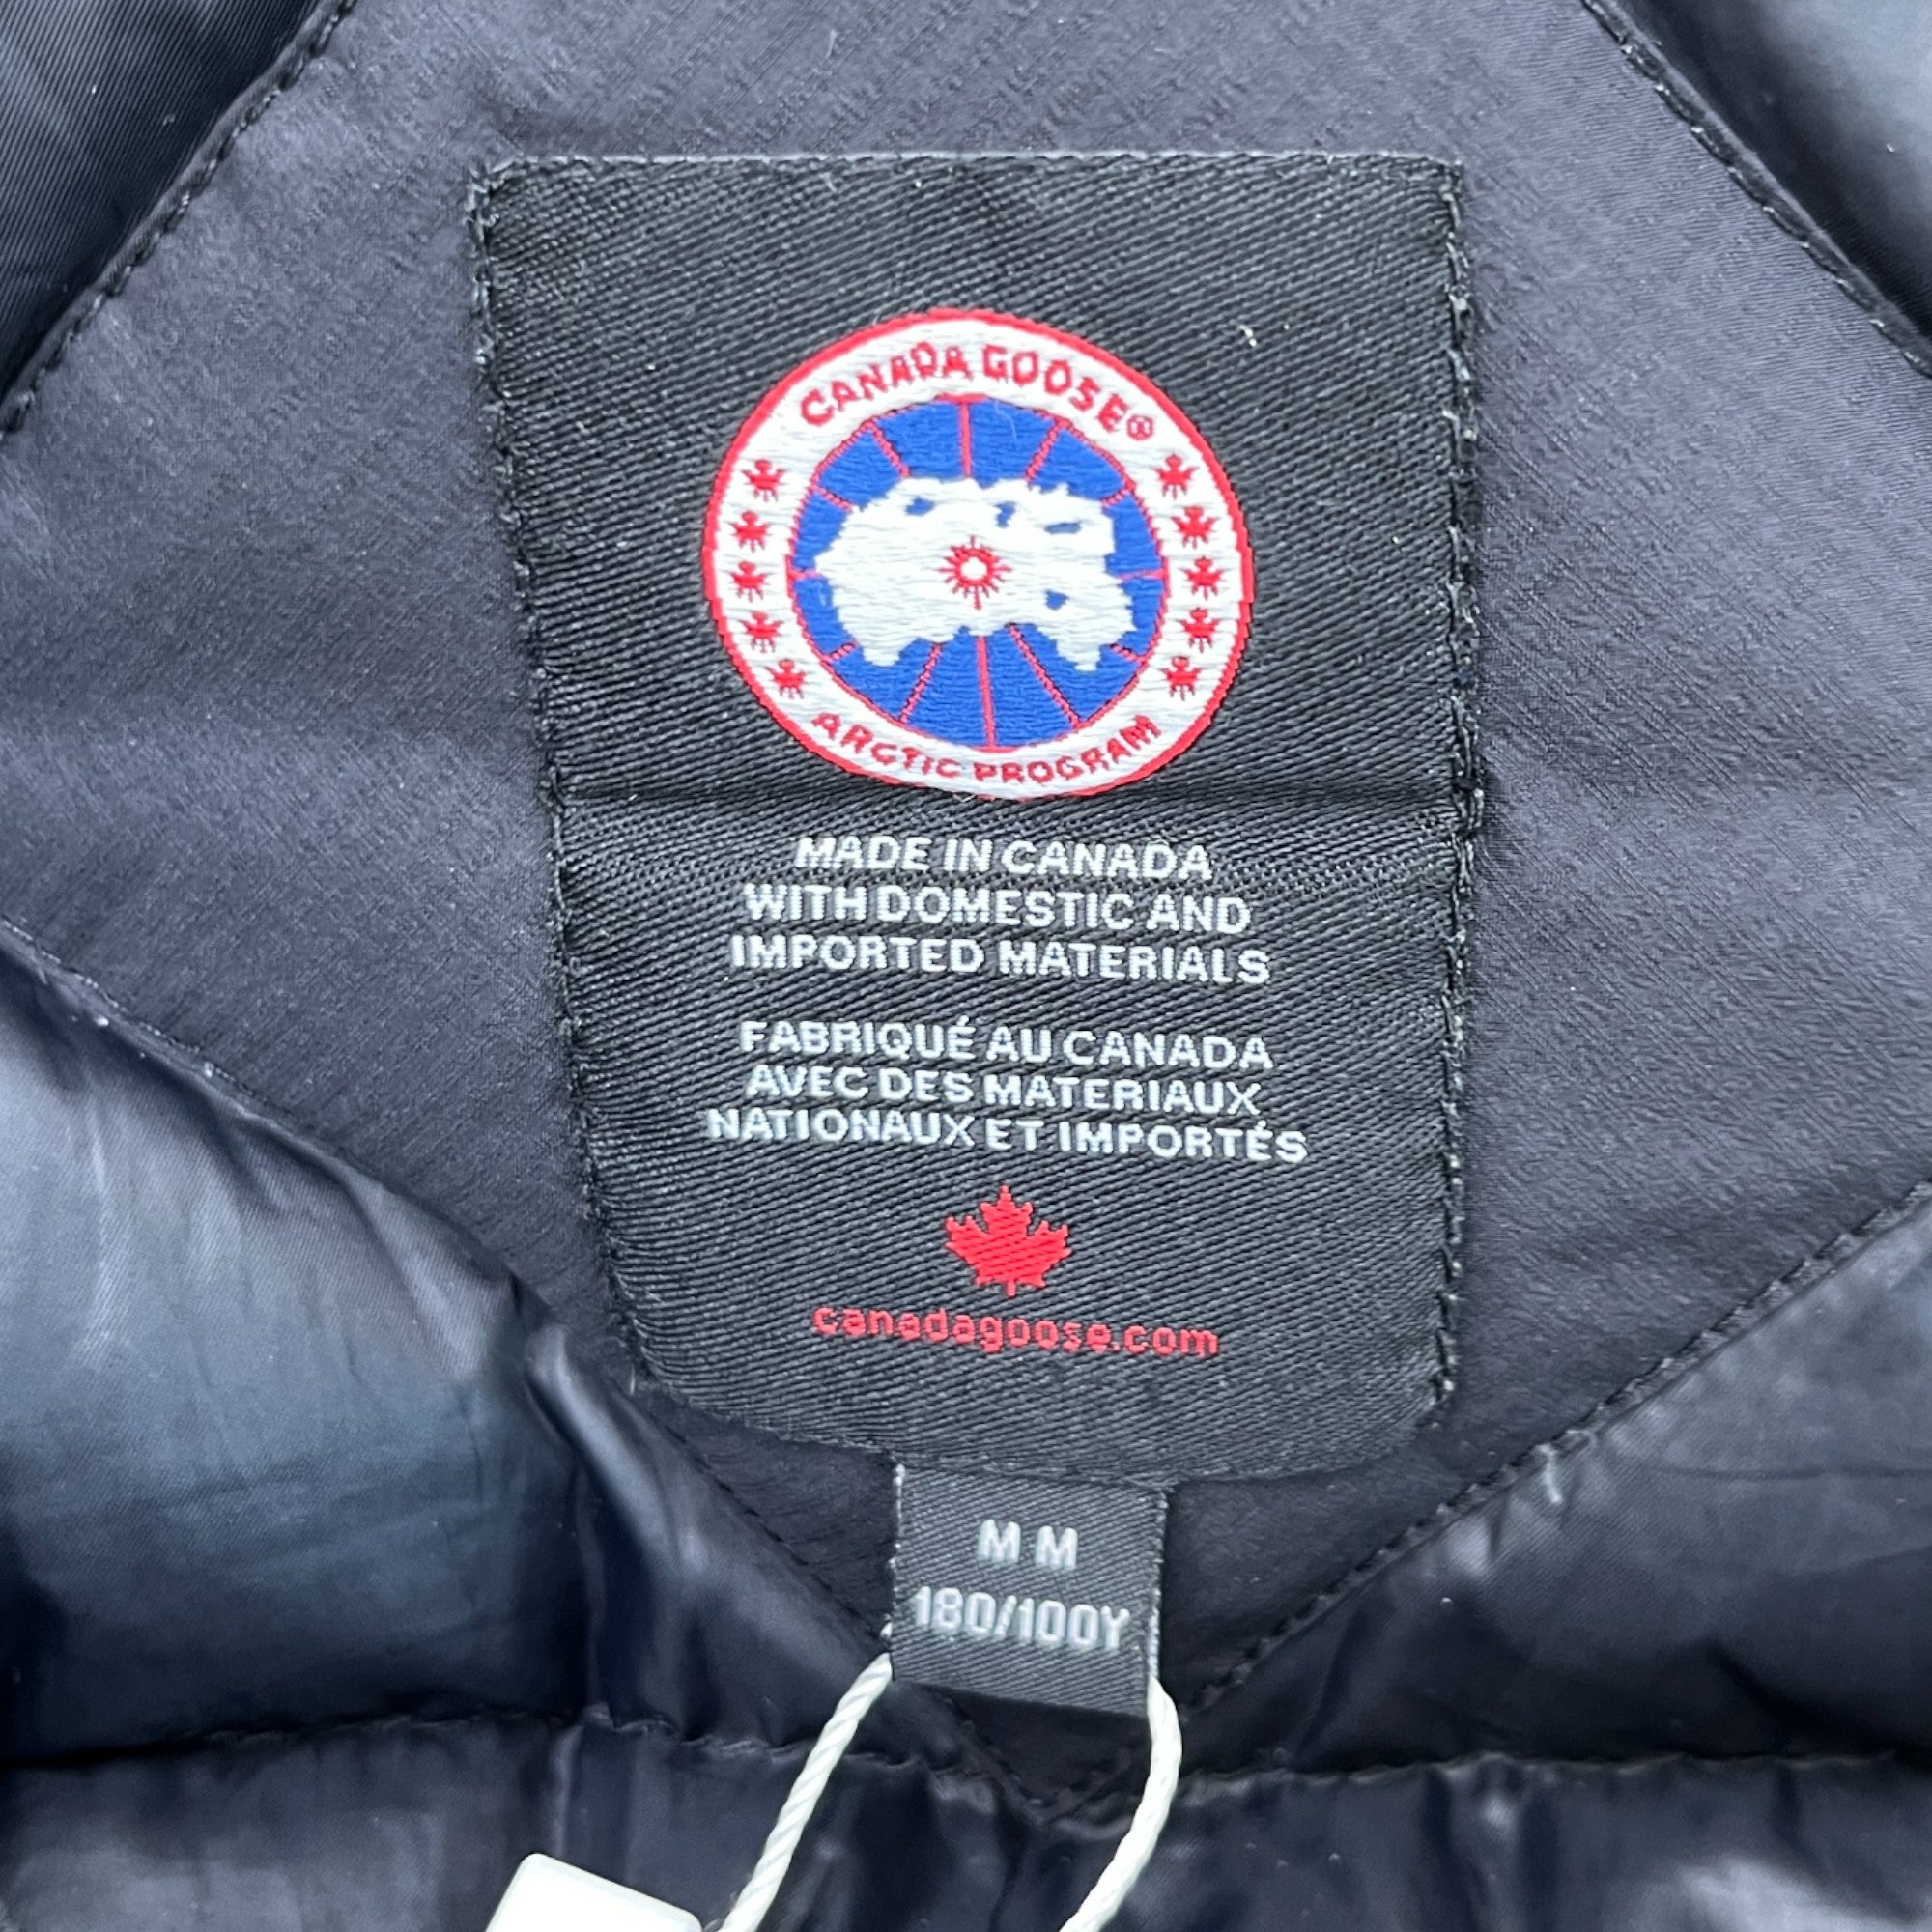 CANADA GOOSE®
ARCTIC PROGRAM
MADE IN CANADA
WITH DOMESTIC AND
IMPORTED MATERIALS
FABRIQUÉ AU CANADA
AVEC DES MATERIAUX
NATIONAUX ET IMPORTÉS
canadagoose.com
M M
180/100Y